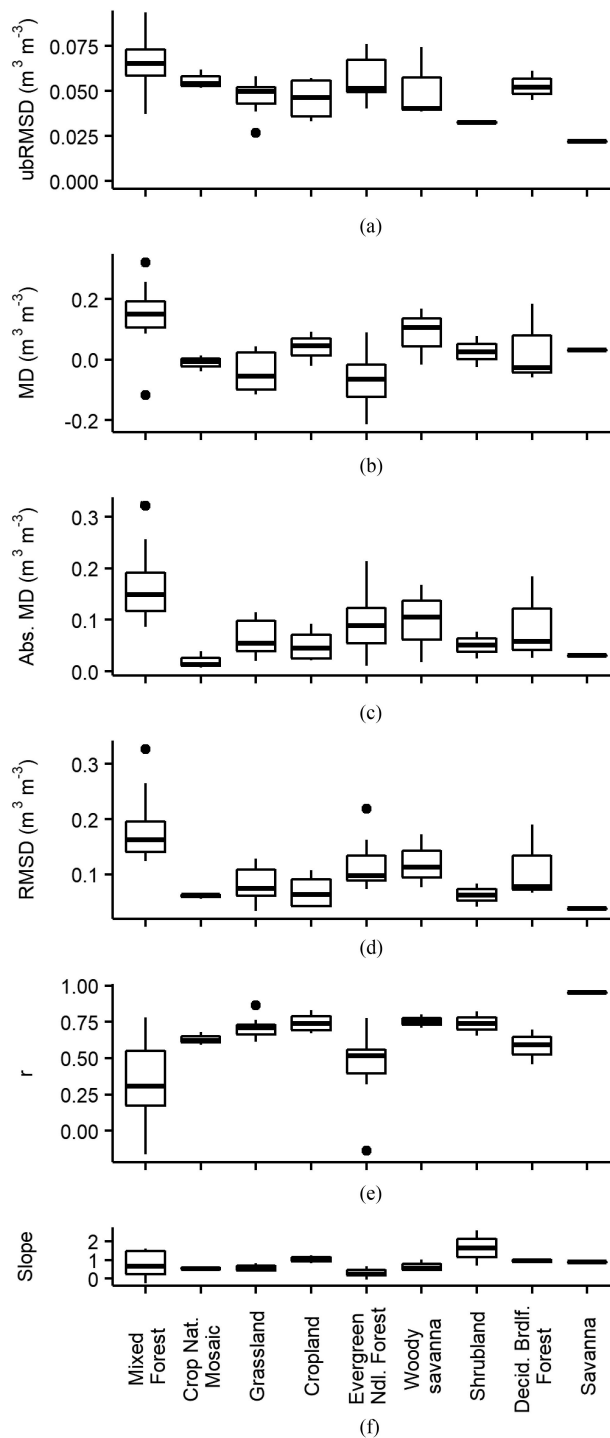 ubRMSD (m³ m⁻³)
0.075
0.050
0.025
0.000
(a)
MD (m³ m⁻³)
0.2
0.0
-0.2
(b)
Abs. MD (m³ m⁻³)
0.3
0.2
0.1
0.0
(c)
RMSD (m³ m⁻³)
0.3
0.2
0.1
(d)
r
1.00
0.75
0.50
0.25
0.00
(e)
Slope
2
1
0
Mixed
Forest
Crop Nat.
Mosaic
Grassland
Cropland
Evergreen
Ndl. Forest
Woody
savanna
Shrubland
Decid. Brdlf.
Forest
Savanna
(f)